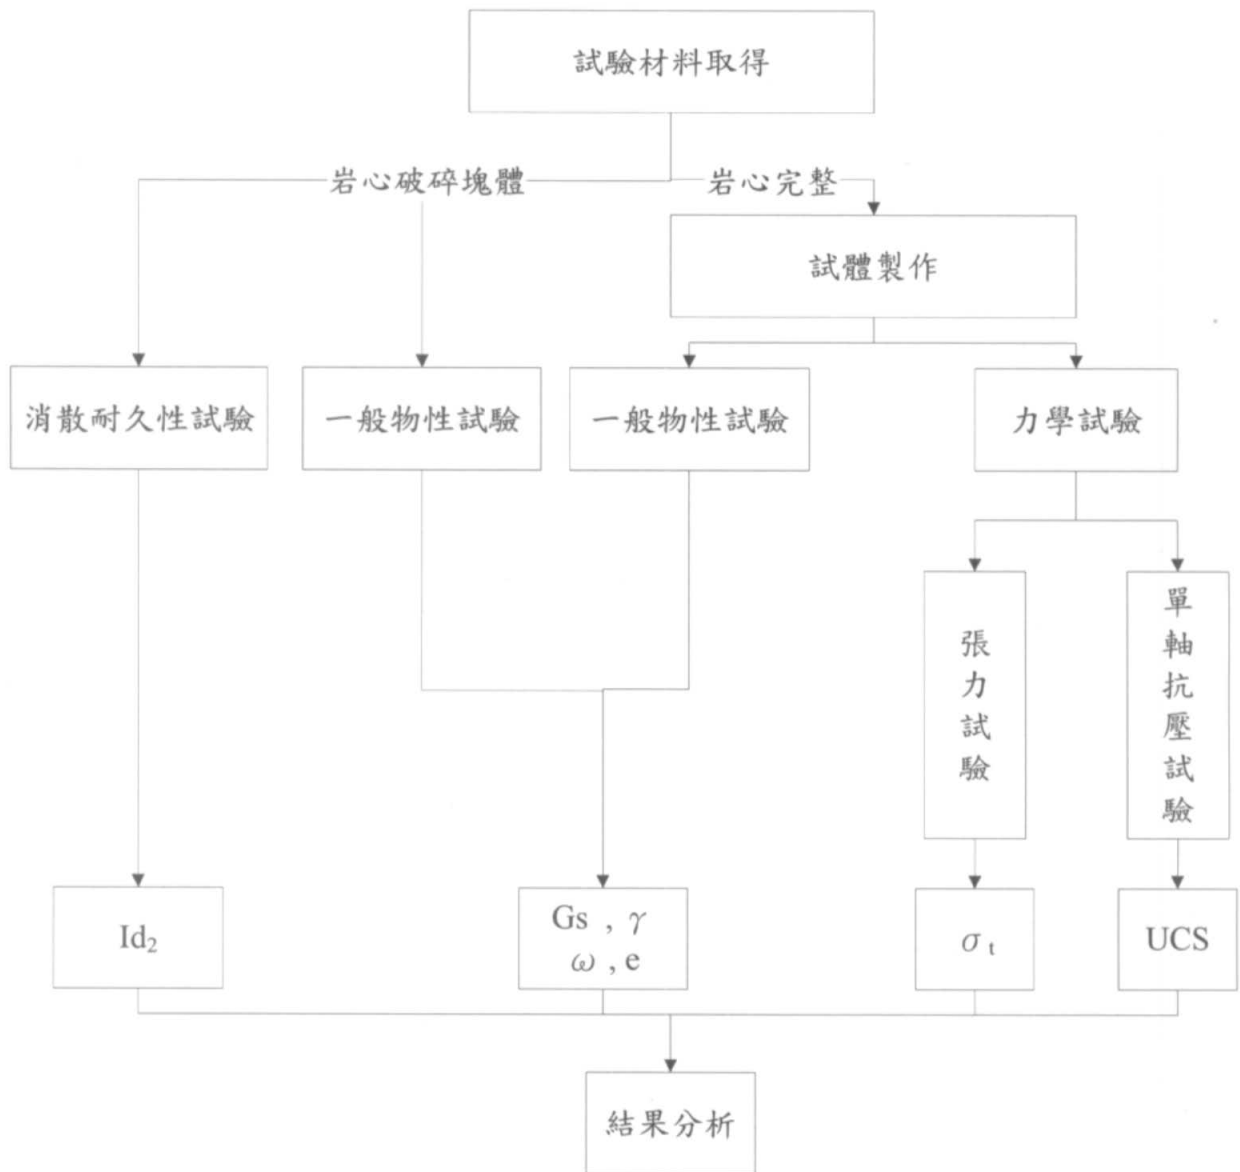 試驗材料取得
岩心破碎塊體
岩心完整
試體製作
消散耐久性試驗
一般物性試驗
一般物性試驗
力學試驗
張力試驗
單軸抗壓試驗
Id₂
Gs , γ
ω , e
σ t
UCS
結果分析